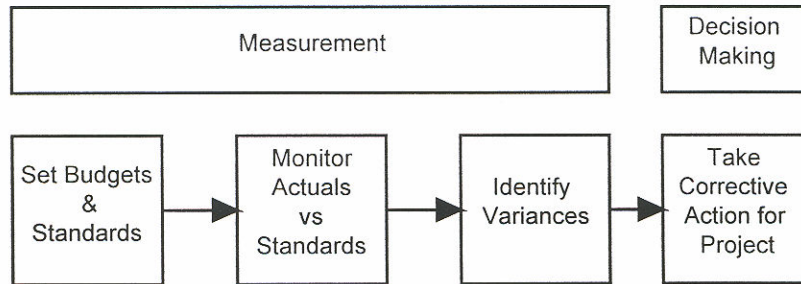 Measurement
Decision
Making
Set Budgets
&
Standards
Monitor
Actuals
vs
Standards
Identify
Variances
Take
Corrective
Action for
Project